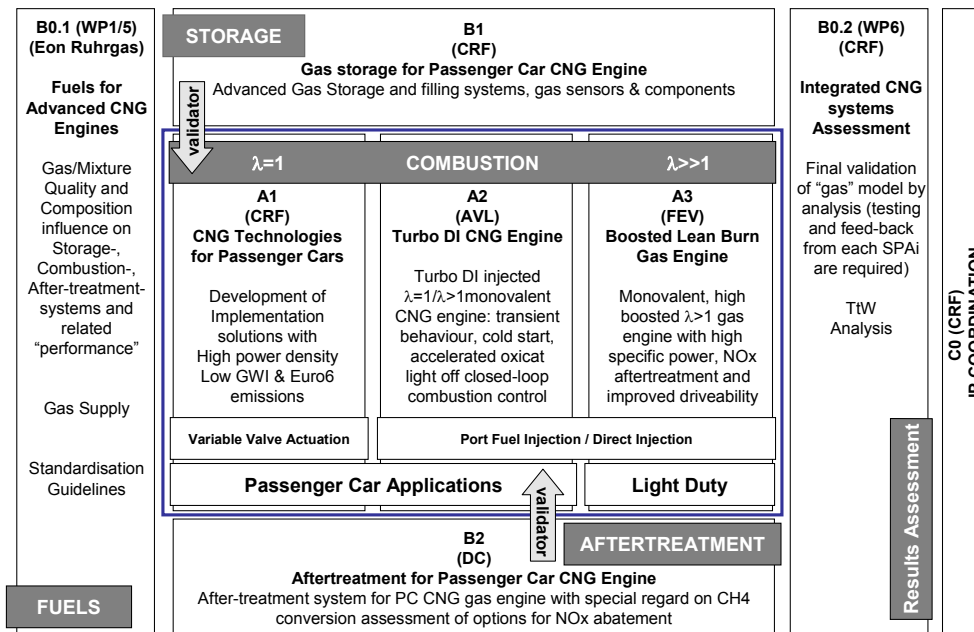 B0.1 (WP1/5)
(Eon Ruhrgas)
Fuels for
Advanced CNG
Engines
Gas/Mixture
Quality and
Composition
influence on
Storage-,
Combustion-,
After-treatment-
systems and
related
“performance”
Gas Supply
Standardisation
Guidelines
FUELS
STORAGE
B1
(CRF)
Gas storage for Passenger Car CNG Engine
Advanced Gas Storage and filling systems, gas sensors & components
validator
λ=1
COMBUSTION
λ>>1
A1
(CRF)
CNG Technologies
for Passenger Cars
Development of
Implementation
solutions with
High power density
Low GWI & Euro6
emissions
A2
(AVL)
Turbo DI CNG Engine
Turbo DI injected
λ=1/λ>1monovalent
CNG engine: transient
behaviour, cold start,
accelerated oxicat
light off closed-loop
combustion control
A3
(FEV)
Boosted Lean Burn
Gas Engine
Monovalent, high
boosted λ>1 gas
engine with high
specific power, NOx
aftertreatment and
improved driveability
Variable Valve Actuation
Port Fuel Injection / Direct Injection
Passenger Car Applications
Light Duty
validator
AFTERTREATMENT
B2
(DC)
Aftertreatment for Passenger Car CNG Engine
After-treatment system for PC CNG gas engine with special regard on CH4
conversion assessment of options for NOx abatement
B0.2 (WP6)
(CRF)
Integrated CNG
systems
Assessment
Final validation
of “gas” model by
analysis (testing
and feed-back
from each SPAi
are required)
TtW
Analysis
Results Assessment
C0 (CRF)
IP COORDINATION